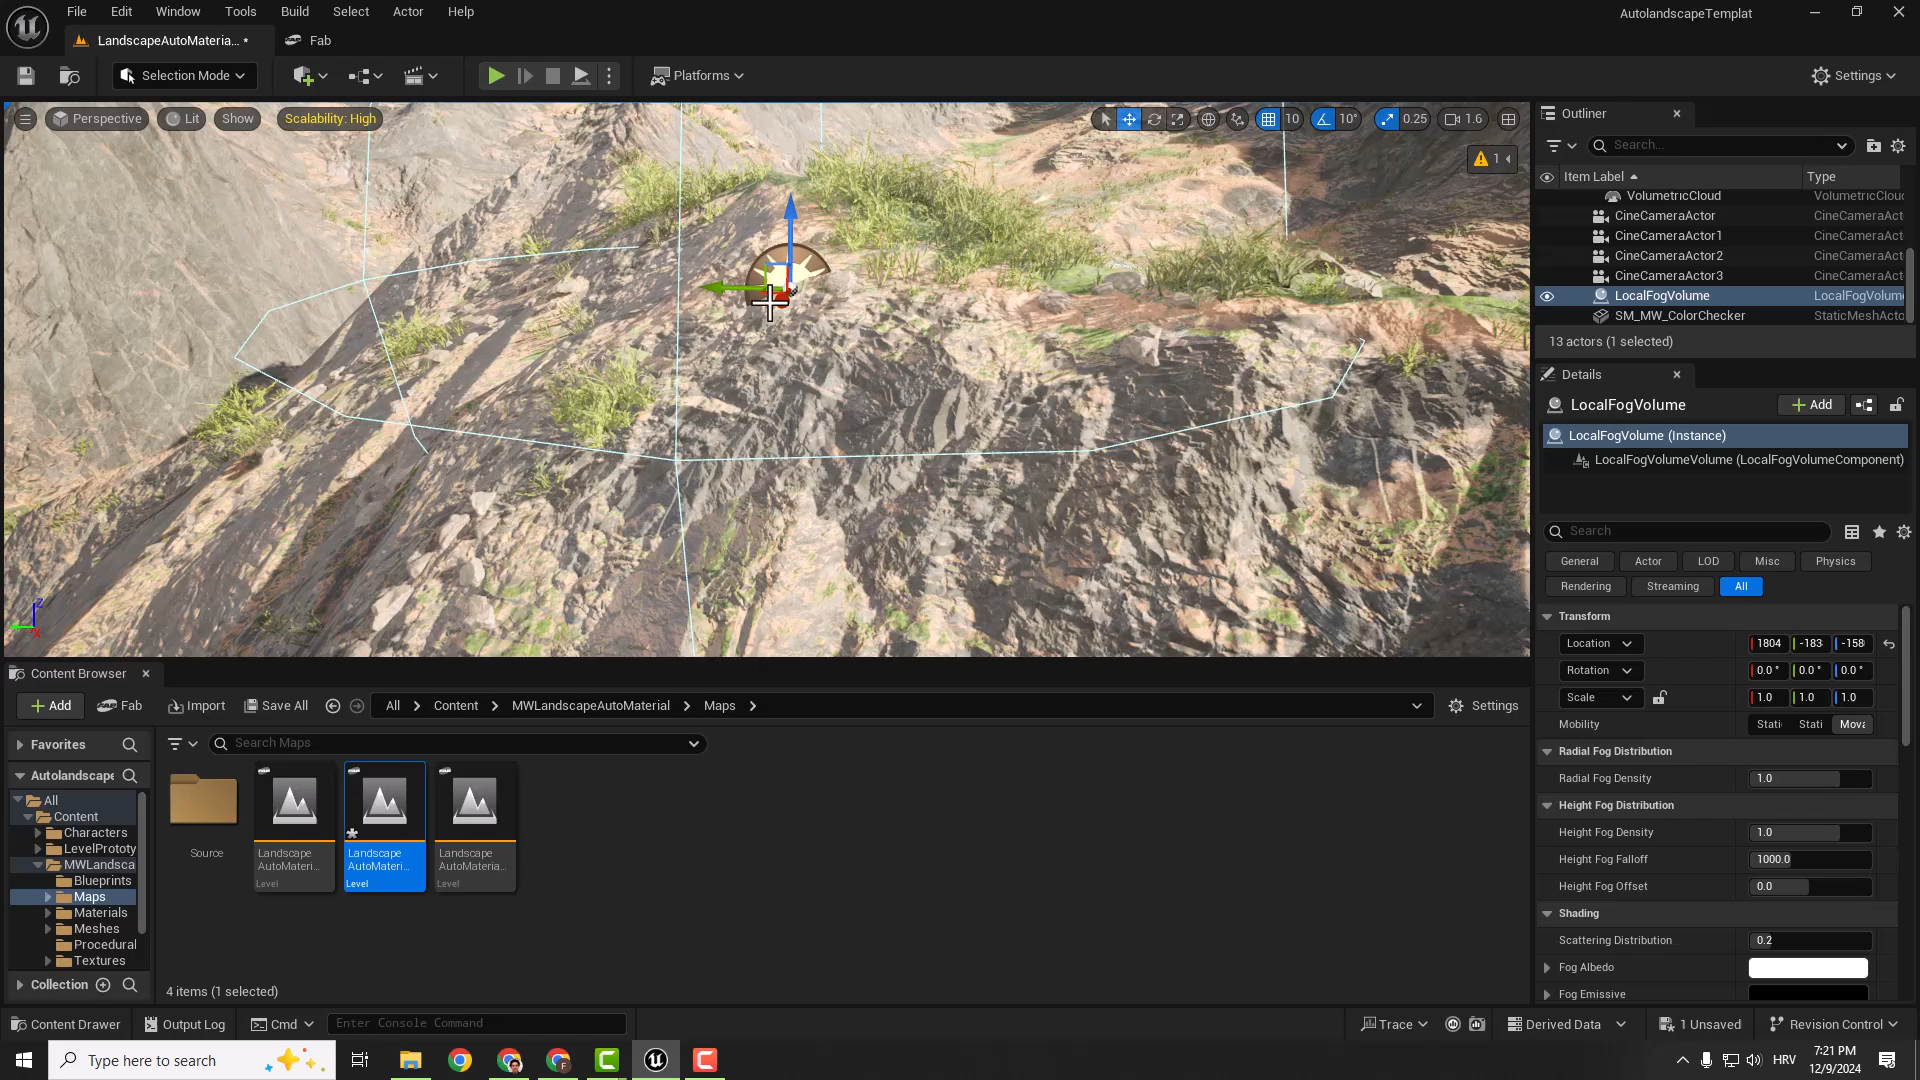 File Edit Window Tools Build Select Actor Help
AutolandscapeTemplat
LandscapeAutoMateria... * Fab
Selection Mode Platforms Settings
Perspective Lit Show Scalability: High 10 10° 0.25 1.6
1
Outliner
Search...
Item Label Type
VolumetricCloud VolumetricClou
CineCameraActor CineCameraAct
CineCameraActor1 CineCameraAct
CineCameraActor2 CineCameraAct
CineCameraActor3 CineCameraAct
LocalFogVolume LocalFogVolum
SM_MW_ColorChecker StaticMeshActo
13 actors (1 selected)
Details
LocalFogVolume Add
LocalFogVolume (Instance)
LocalFogVolumeVolume (LocalFogVolumeComponent)
Search
General Actor LOD Misc Physics
Rendering Streaming All
Transform
Location 1804 -183 -158
Rotation 0.0 ° 0.0 ° 0.0 °
Scale 1.0 1.0 1.0
Mobility Stati Stati Mova
Radial Fog Distribution
Radial Fog Density 1.0
Height Fog Distribution
Height Fog Density 1.0
Height Fog Falloff 1000.0
Height Fog Offset 0.0
Shading
Scattering Distribution 0.2
Fog Albedo
Fog Emissive
Z
X
Content Browser
Add Fab Import Save All All Content MWLandscapeAutoMaterial Maps Settings
Favorites
Search Maps
Autolandscape
All
Content
Characters
LevelPrototy
MWLandsca
Blueprints
Maps
Materials
Meshes
Procedural
Textures
Collection
Source
Landscape
AutoMateri...
Level
Landscape
AutoMateri...
Level
Landscape
AutoMateria...
Level
4 items (1 selected)
Content Drawer Output Log Cmd Enter Console Command Trace Derived Data 1 Unsaved Revision Control
Type here to search
HRV
7:21 PM
12/9/2024